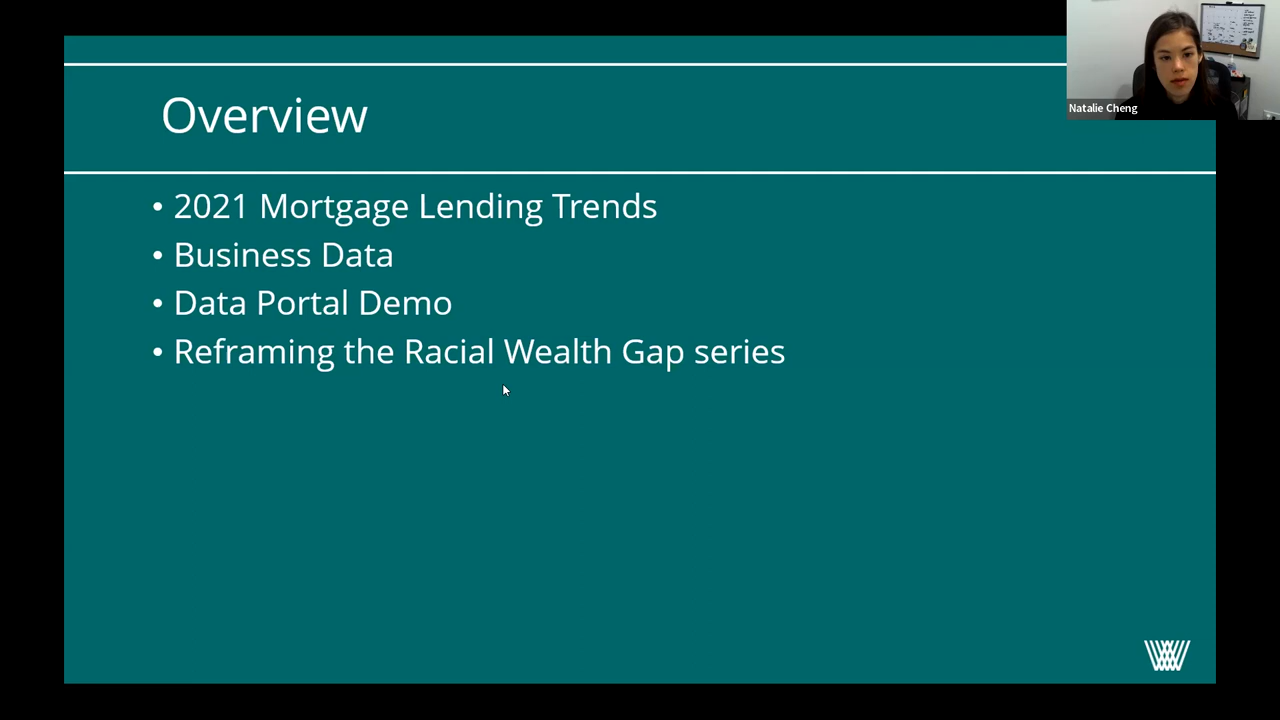 Overview
• 2021 Mortgage Lending Trends
• Business Data
• Data Portal Demo
• Reframing the Racial Wealth Gap series
Natalie Cheng